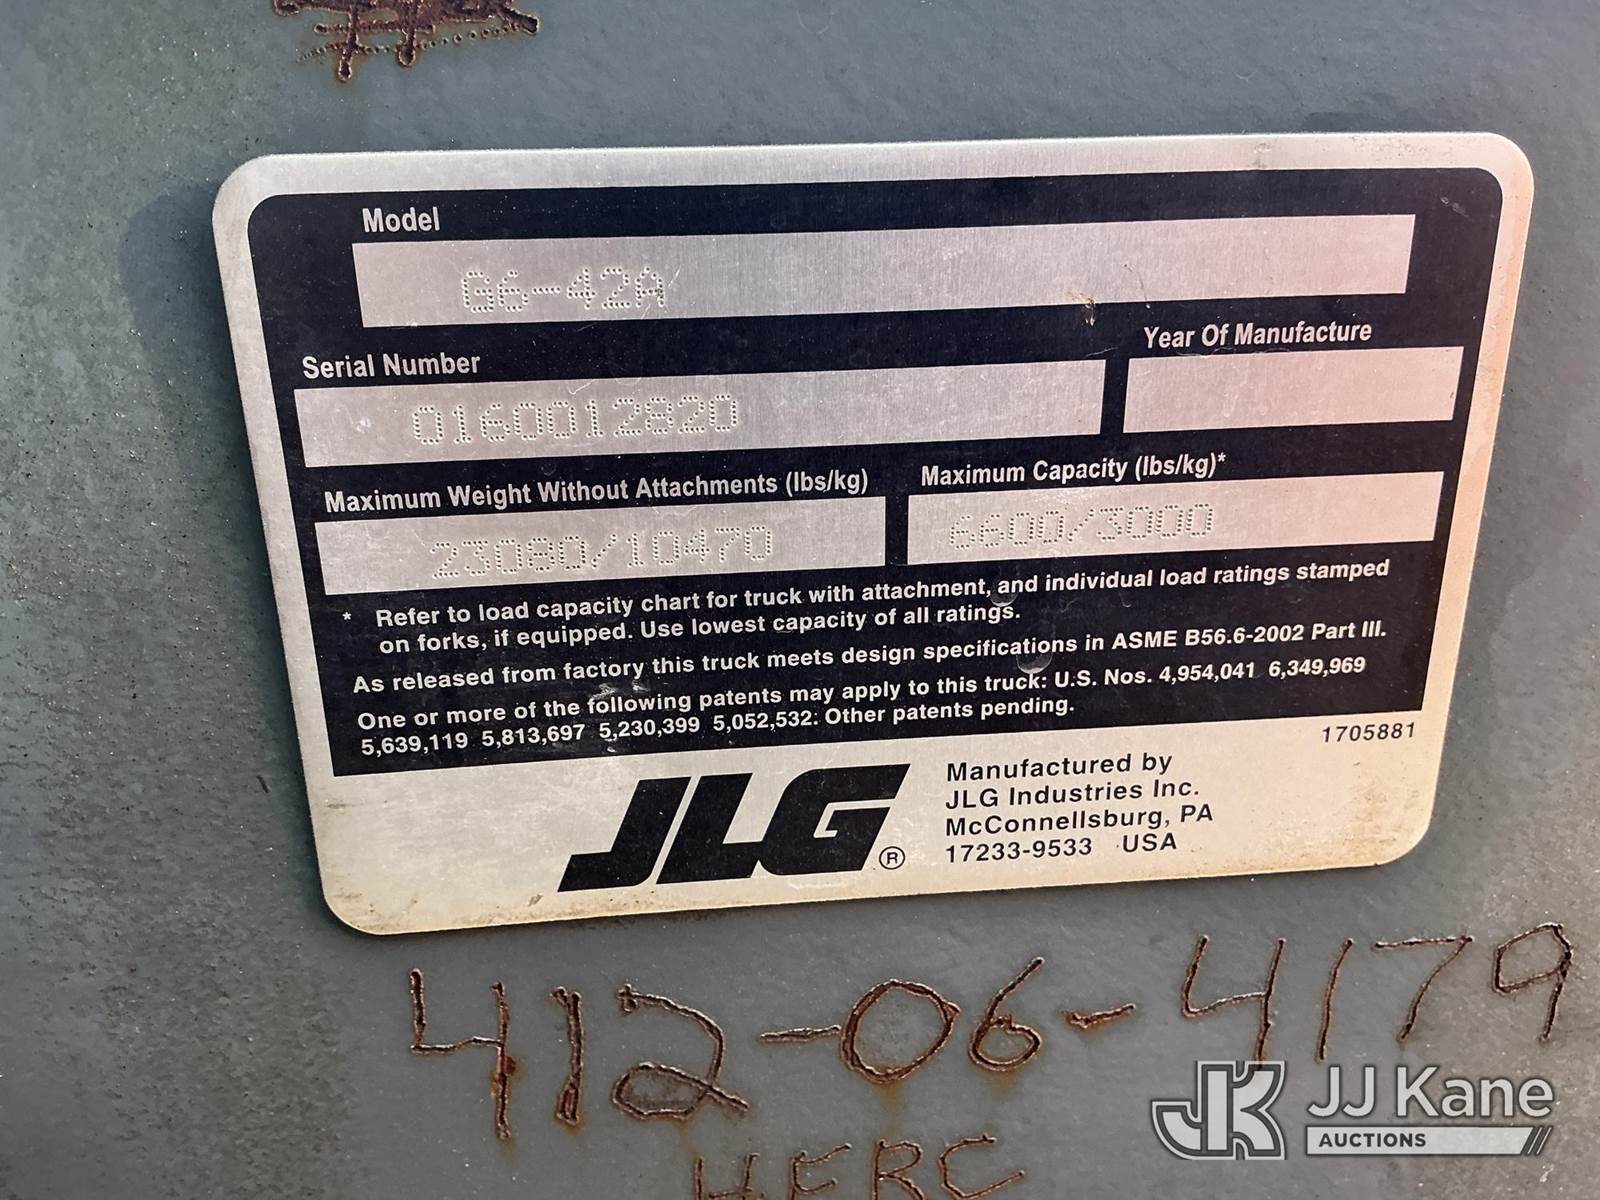 Model
G6-42A
Serial Number
0160012820
Year Of Manufacture
Maximum Weight Without Attachments (lbs/kg)
23080/10470
Maximum Capacity (lbs/kg)*
6600/3000
* Refer to load capacity chart for truck with attachment, and individual load ratings stamped
on forks, if equipped. Use lowest capacity of all ratings.
As released from factory this truck meets design specifications in ASME B56.6-2002 Part III.
One or more of the following patents may apply to this truck: U.S. Nos. 4,954,041 6,349,969
5,639,119 5,813,697 5,230,399 5,052,532: Other patents pending.
1705881
JLG®
Manufactured by
JLG Industries Inc.
McConnellsburg, PA
17233-9533 USA
412-06-4179
HERC
JK JJ Kane
AUCTIONS